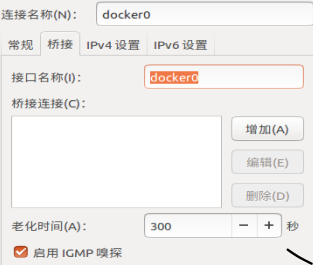 连接名称(N): docker0
常规 桥接 IPv4 设置 IPv6 设置
接口名称(I): docker0
桥接连接(C):
增加(A)
编辑(E)
删除(D)
老化时间(A): 300 − + 秒
启用 IGMP 嗅探